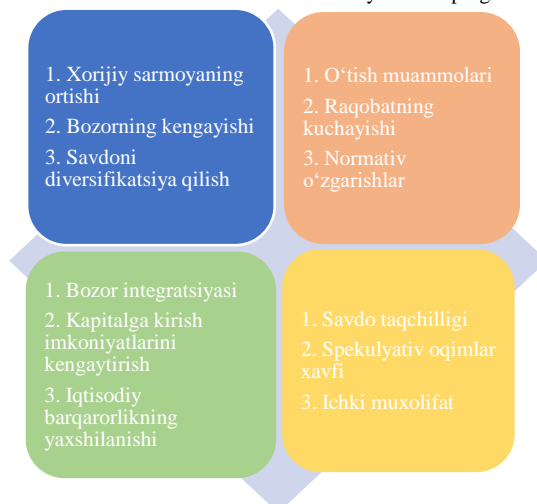 1. Xorijiy sarmoyaning
ortishi
2. Bozorning kengayishi
3. Savdoni
diversifikatsiya qilish
1. O‘tish muammolari
2. Raqobatning
kuchayishi
3. Normativ
o’zgarishlar
1. Bozor integratsiyasi
2. Kapitalga kirish
imkoniyatlarini
kengaytirish
3. Iqtisodiy
barqarorlikning
yaxshilanishi
1. Savdo taqchilligi
2. Spekulyativ oqimlar
xavfi
3. Ichki muxolifat